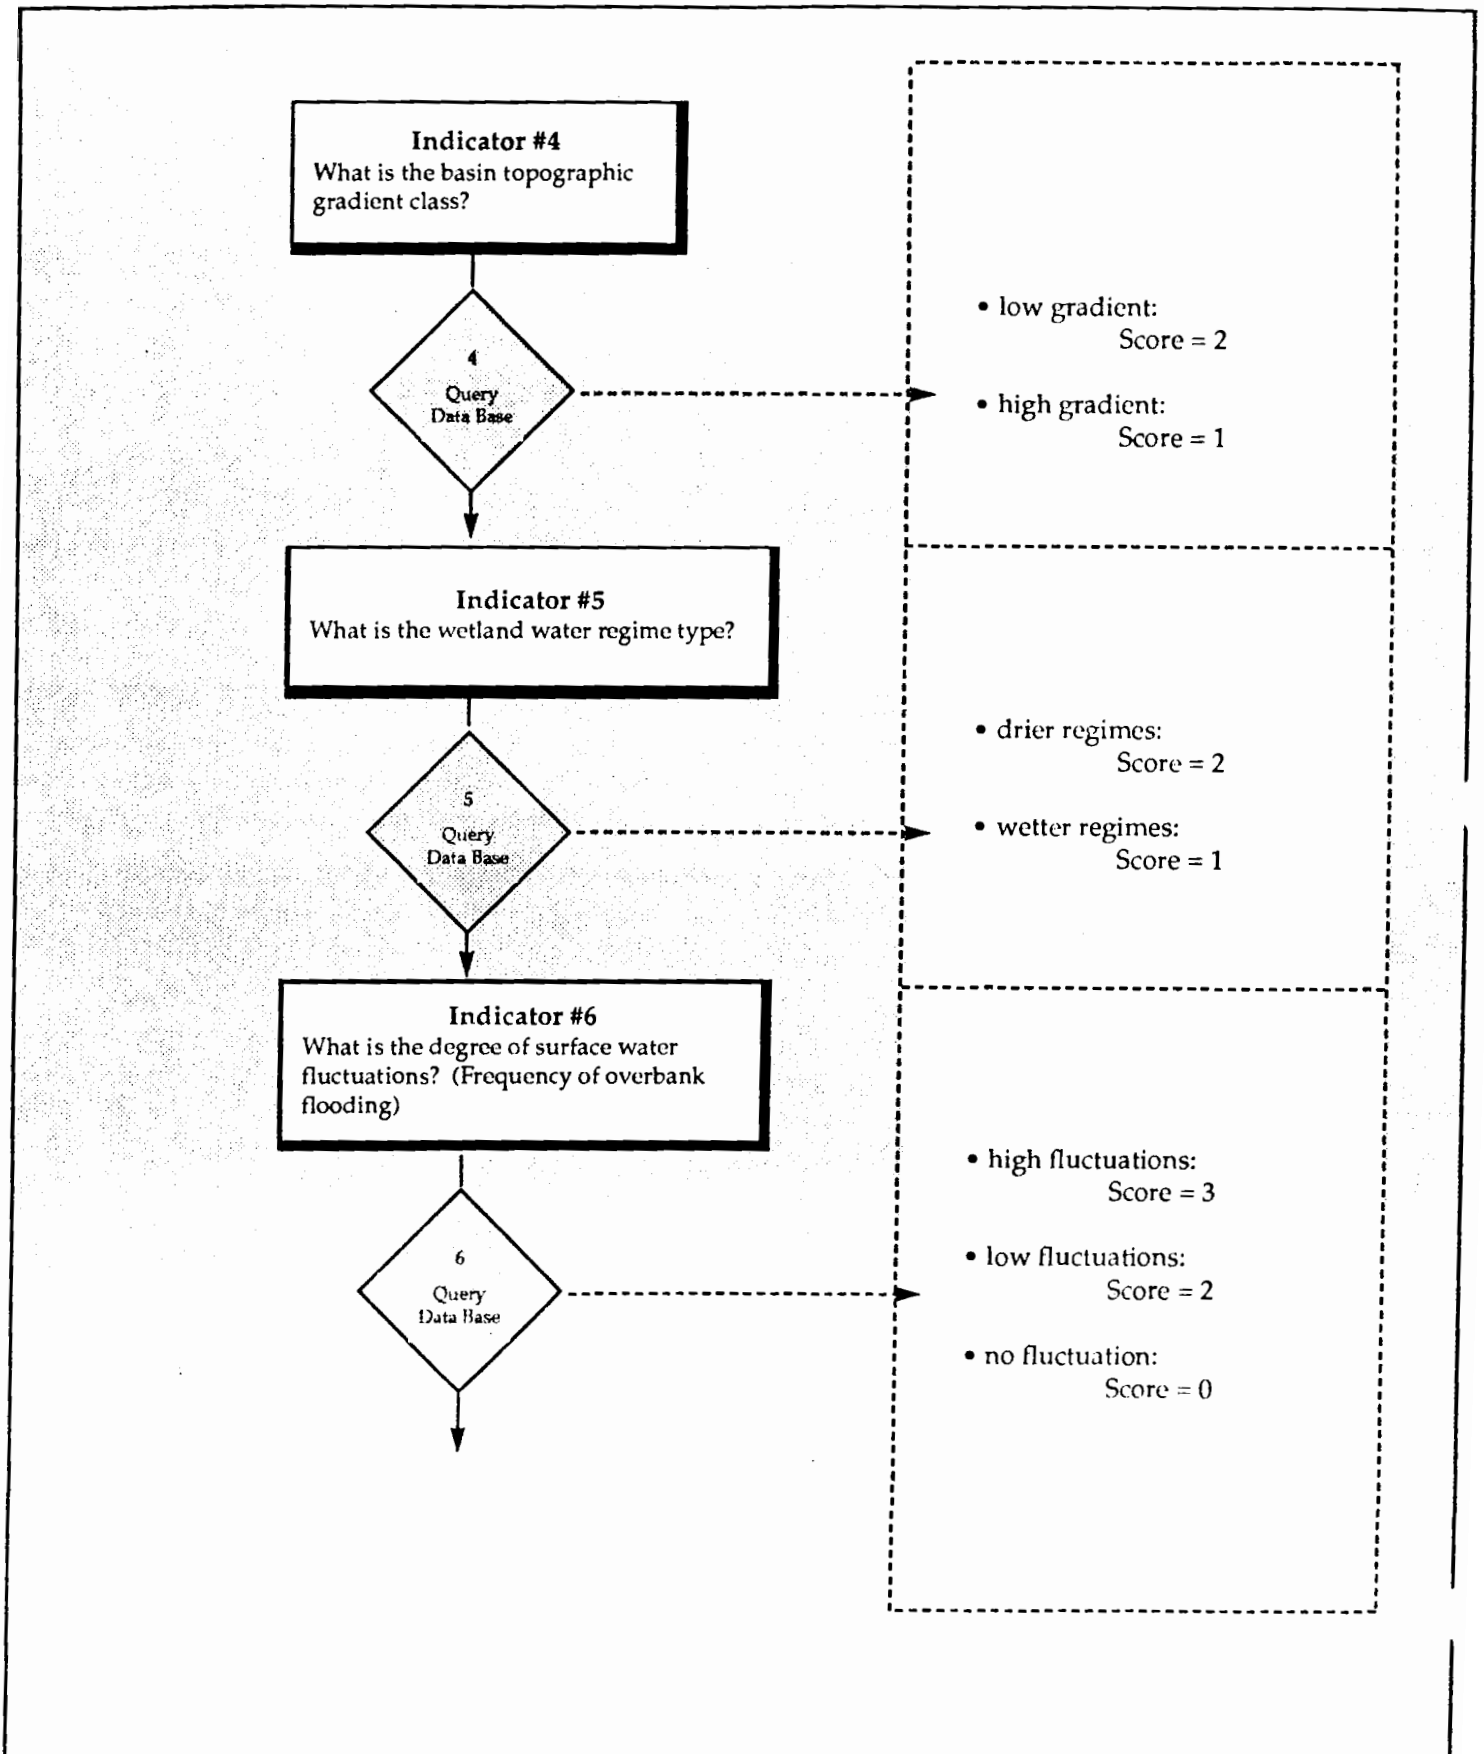 Indicator #4
What is the basin topographic
gradient class?
4
Query
Data Base
• low gradient:
Score = 2
• high gradient:
Score = 1
Indicator #5
What is the wetland water regime type?
5
Query
Data Base
• drier regimes:
Score = 2
• wetter regimes:
Score = 1
Indicator #6
What is the degree of surface water
fluctuations? (Frequency of overbank
flooding)
6
Query
Data Base
• high fluctuations:
Score = 3
• low fluctuations:
Score = 2
• no fluctuation:
Score = 0